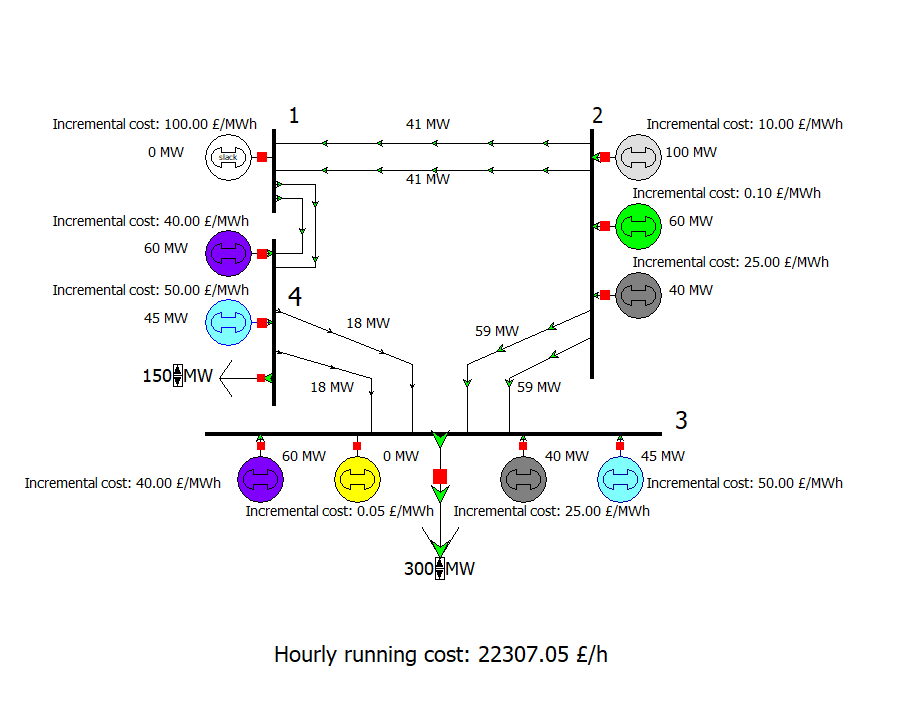 1
2
Incremental cost: 100.00 £/MWh
41 MW
Incremental cost: 10.00 £/MWh
0 MW
slack
100 MW
41 MW
Incremental cost: 0.10 £/MWh
Incremental cost: 40.00 £/MWh
60 MW
60 MW
Incremental cost: 25.00 £/MWh
Incremental cost: 50.00 £/MWh
4
40 MW
45 MW
18 MW
59 MW
150 MW
18 MW
59 MW
3
60 MW
0 MW
40 MW
45 MW
Incremental cost: 40.00 £/MWh
Incremental cost: 50.00 £/MWh
Incremental cost: 0.05 £/MWh
Incremental cost: 25.00 £/MWh
300 MW
Hourly running cost: 22307.05 £/h